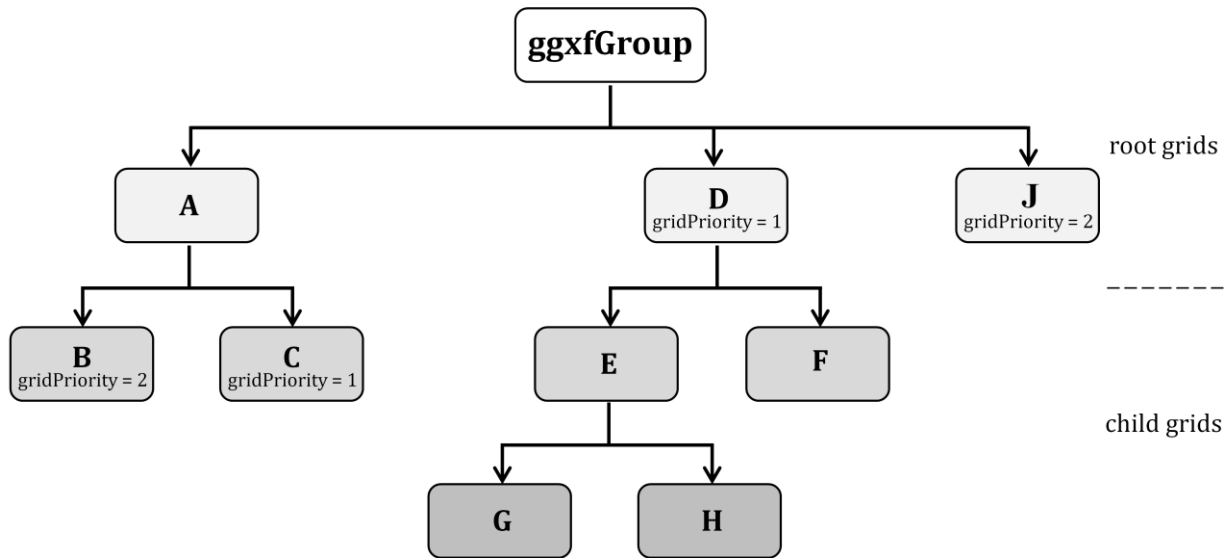 ggxfGroup
root grids
A
D
gridPriority = 1
J
gridPriority = 2
B
gridPriority = 2
C
gridPriority = 1
E
F
child grids
G
H